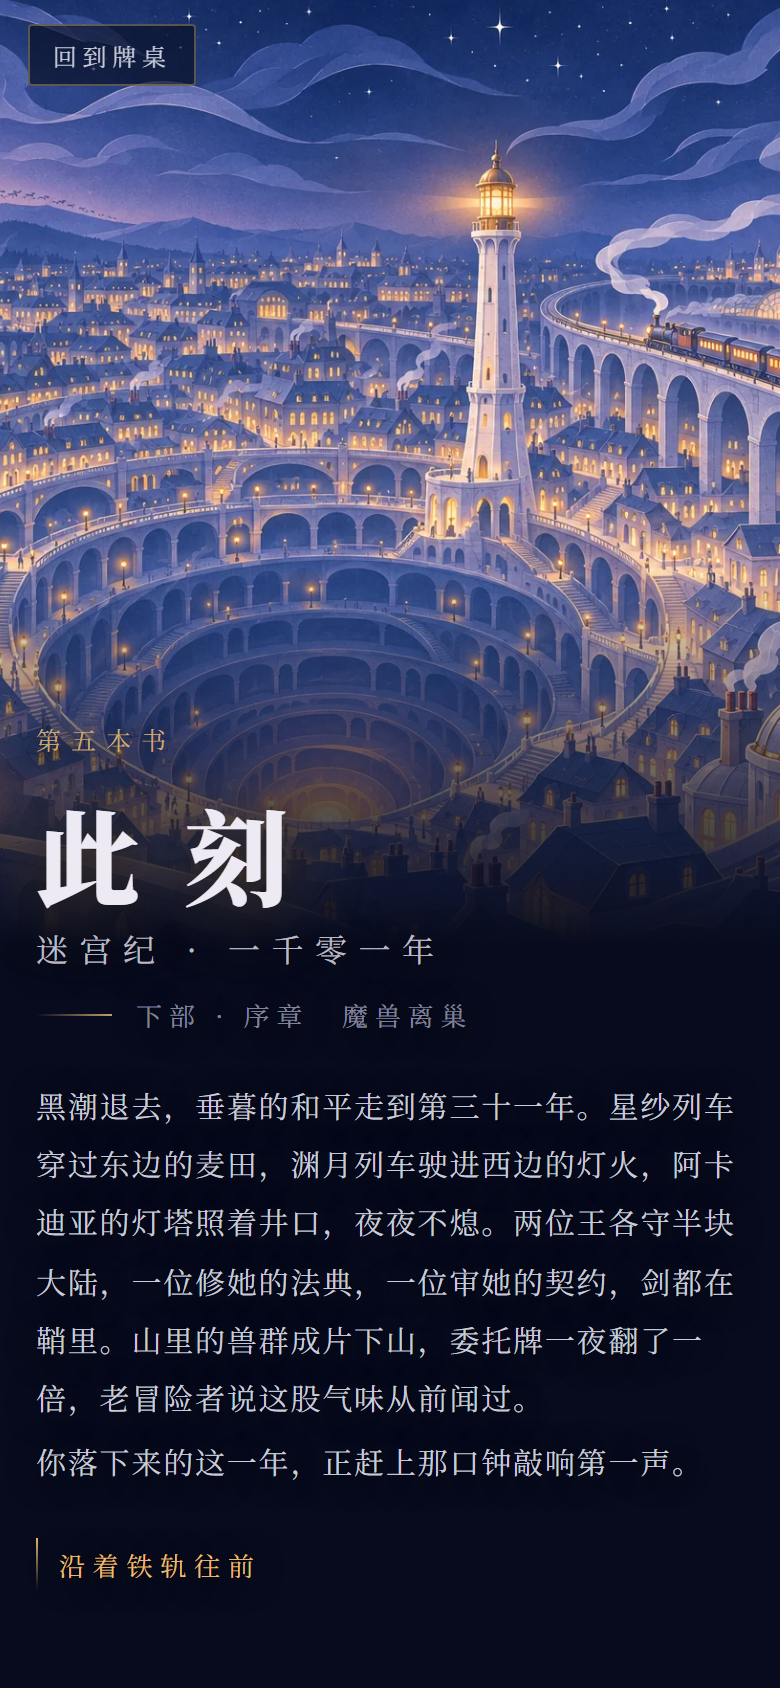 回到牌桌
第五本书
此刻
迷宫纪 · 一千零一年
下部 · 序章 魔兽离巢
黑潮退去，垂暮的和平走到第三十一年。星纱列车
穿过东边的麦田，渊月列车驶进西边的灯火，阿卡
迪亚的灯塔照着井口，夜夜不熄。两位王各守半块
大陆，一位修她的法典，一位审她的契约，剑都在
鞘里。山里的兽群成片下山，委托牌一夜翻了一
倍，老冒险者说这股气味从前闻过。
你落下来的这一年，正赶上那口钟敲响第一声。
沿着铁轨往前